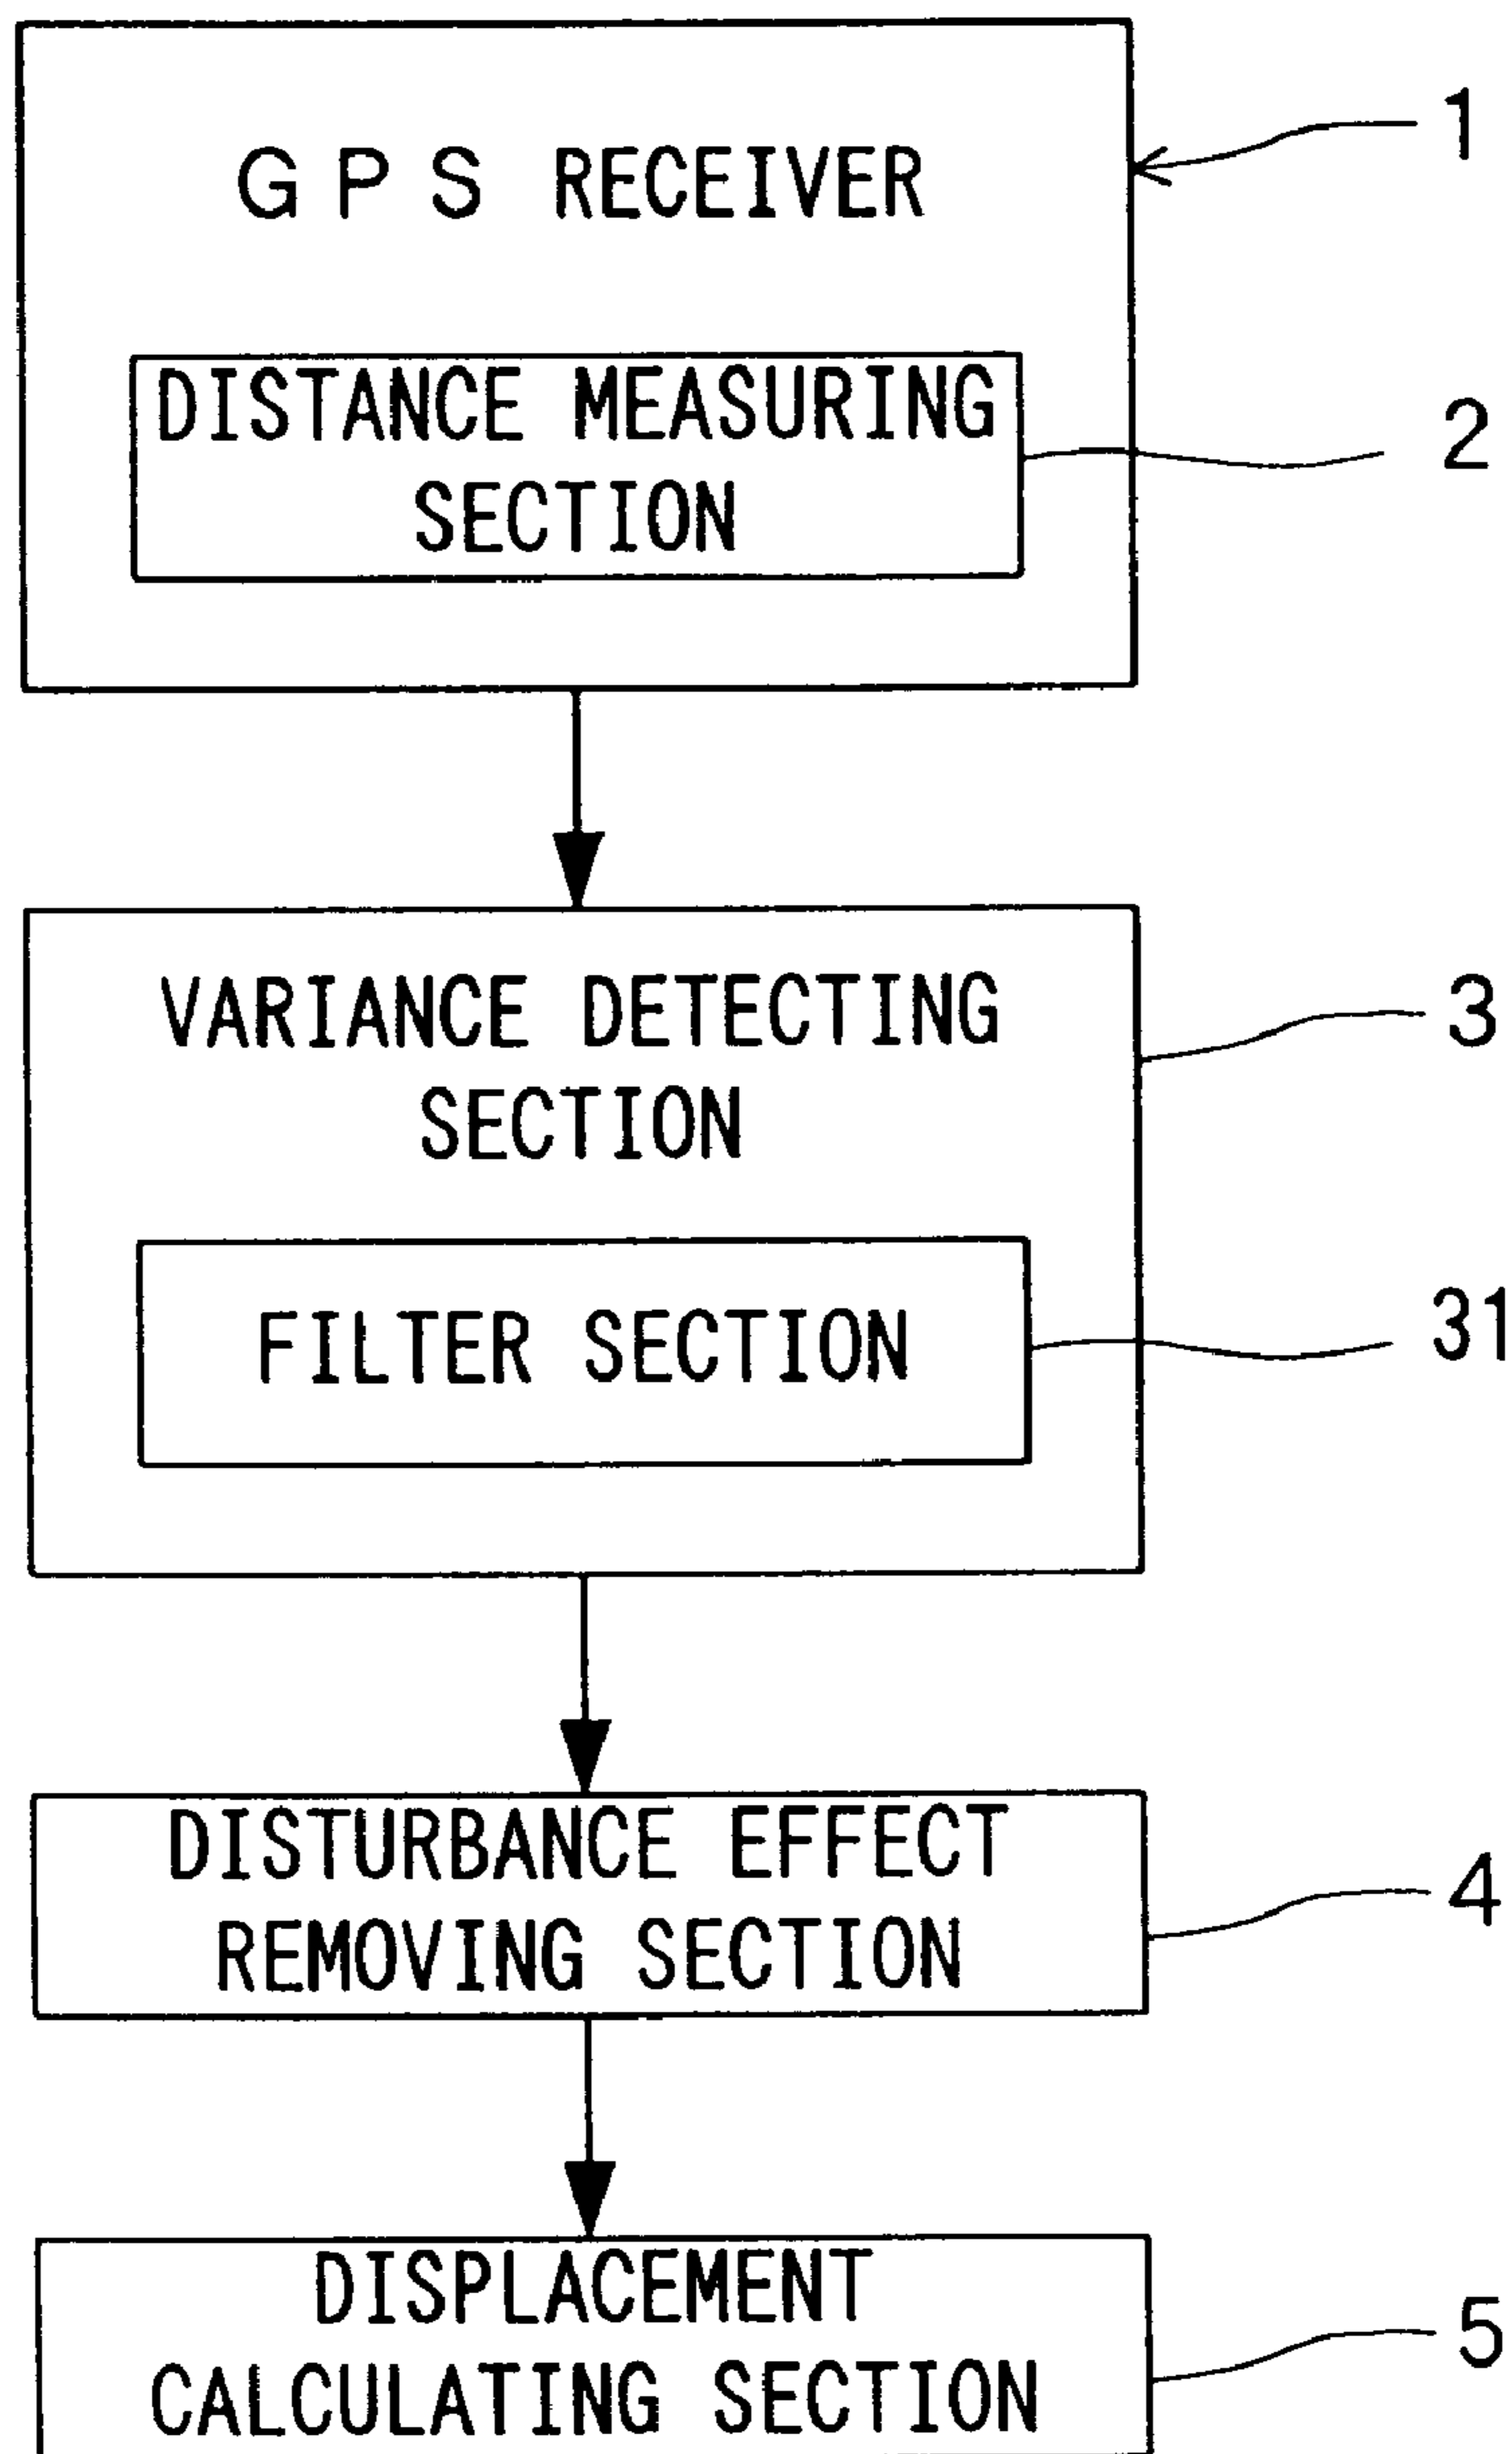 GPS RECEIVER
1
DISTANCE MEASURING
SECTION
2
VARIANCE DETECTING
SECTION
3
FILTER SECTION
31
DISTURBANCE EFFECT
REMOVING SECTION
4
DISPLACEMENT
CALCULATING SECTION
5